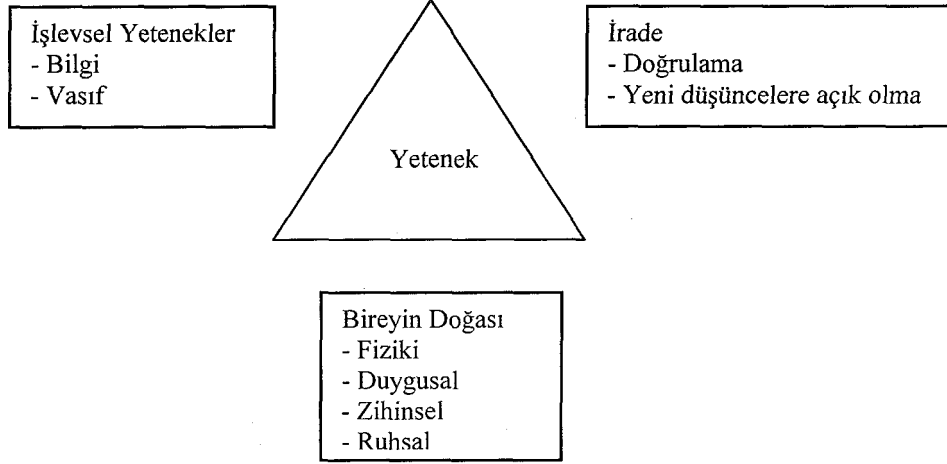 İşlevsel Yetenekler
- Bilgi
- Vasıf
İrade
- Doğrulama
- Yeni düşüncelere açık olma
Yetenek
Bireyin Doğası
- Fiziki
- Duygusal
- Zihinsel
- Ruhsal